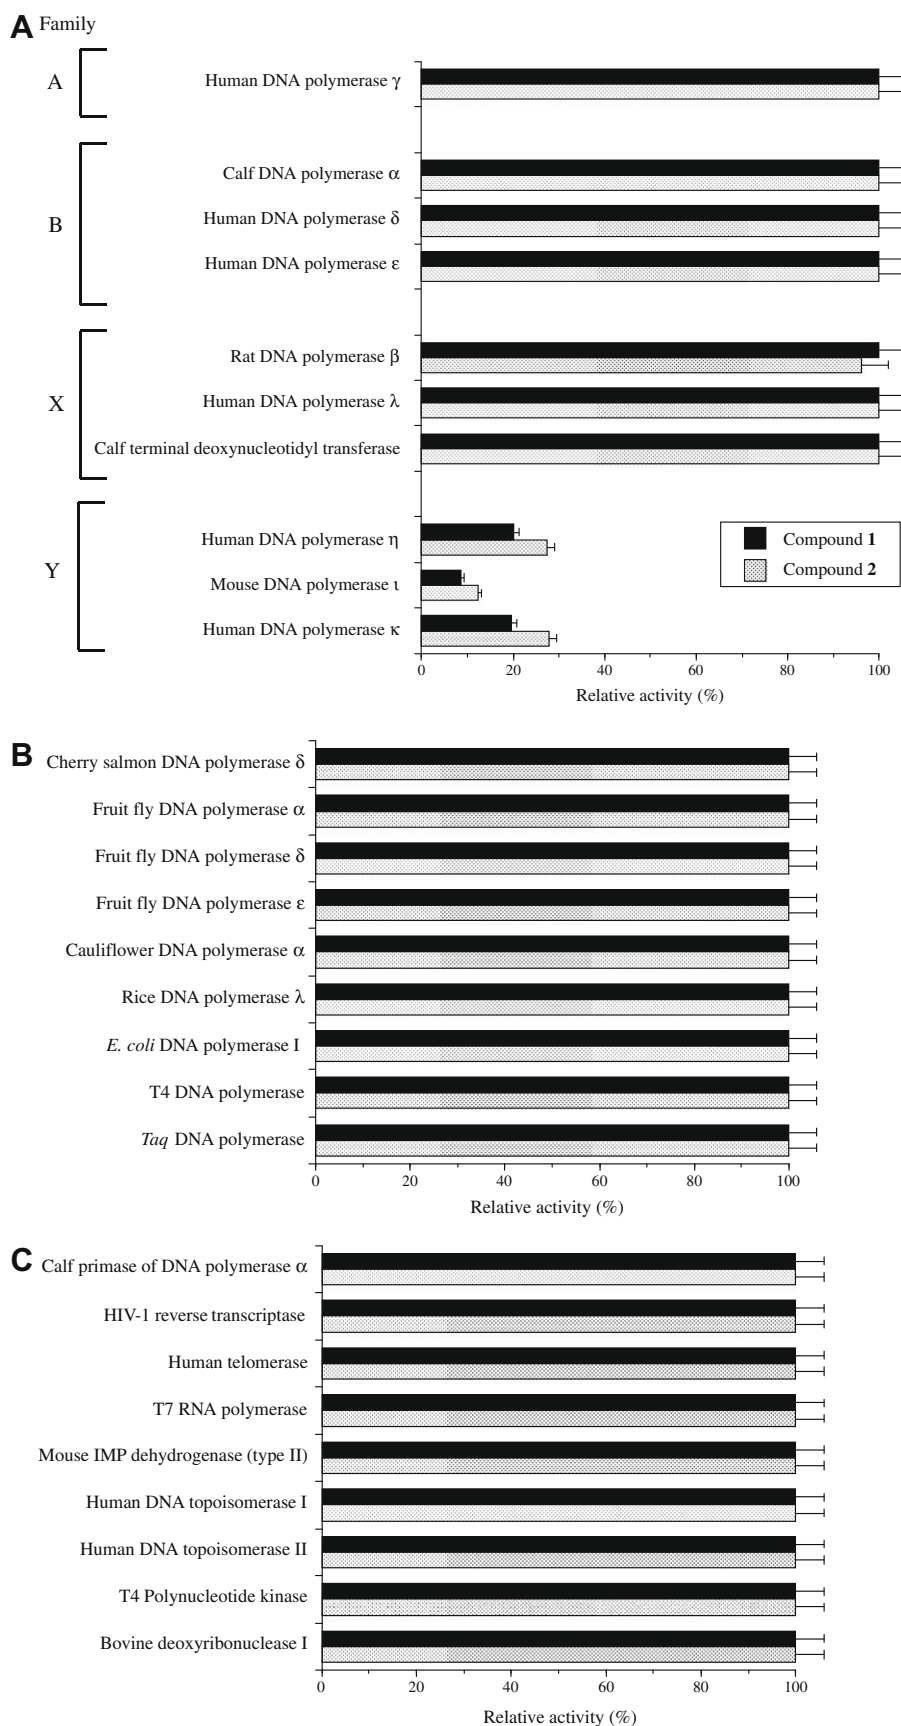 A Family
A
Human DNA polymerase γ
B
Calf DNA polymerase α
Human DNA polymerase δ
Human DNA polymerase ε
X
Rat DNA polymerase β
Human DNA polymerase λ
Calf terminal deoxynucleotidyl transferase
Y
Human DNA polymerase η
Mouse DNA polymerase ι
Human DNA polymerase κ
Compound 1
Compound 2
0 20 40 60 80 100
Relative activity (%)
B
Cherry salmon DNA polymerase δ
Fruit fly DNA polymerase α
Fruit fly DNA polymerase δ
Fruit fly DNA polymerase ε
Cauliflower DNA polymerase α
Rice DNA polymerase λ
E. coli DNA polymerase I
T4 DNA polymerase
Taq DNA polymerase
0 20 40 60 80 100
Relative activity (%)
C
Calf primase of DNA polymerase α
HIV-1 reverse transcriptase
Human telomerase
T7 RNA polymerase
Mouse IMP dehydrogenase (type II)
Human DNA topoisomerase I
Human DNA topoisomerase II
T4 Polynucleotide kinase
Bovine deoxyribonuclease I
0 20 40 60 80 100
Relative activity (%)